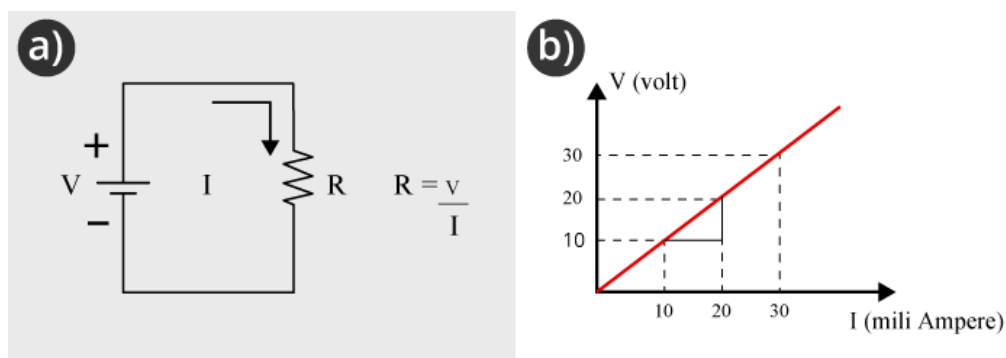 a)
+
V
I
R
R = V
I
−
b)
V (volt)
30
20
10
10 20 30
I (mili Ampere)